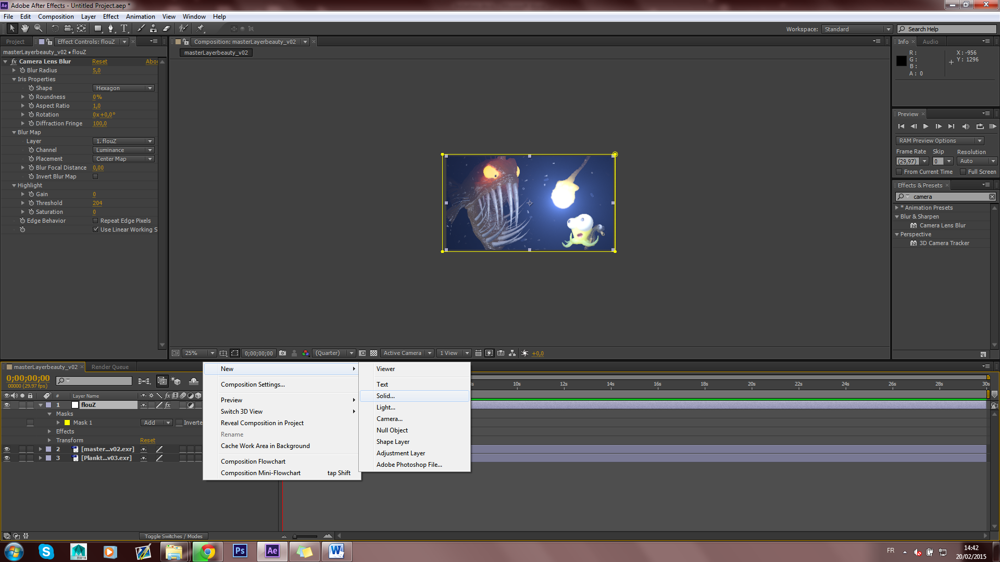 Adobe After Effects - Untitled Project.aep *
File Edit Composition Layer Effect Animation View Window Help
Workspace: Standard
Search Help
Project
Effect Controls: flouZ
masterLayerbeauty_v02 • flouZ
fx Camera Lens Blur Reset Abou
Blur Radius 5,0
Iris Properties
Shape Hexagon
Roundness 0%
Aspect Ratio 1,0
Rotation 0x+0,0°
Diffraction Fringe 100,0
Blur Map
Layer 1. flouZ
Channel Luminance
Placement Center Map
Blur Focal Distance 0,00
Invert Blur Map
Highlight
Gain 0
Threshold 204
Saturation 0
Edge Behavior Repeat Edge Pixels
Use Linear Working S
Composition: masterLayerbeauty_v02
masterLayerbeauty_v02
25%
0;00;00;00
(Quarter)
Active Camera
1 View
+0,0
Info Audio
R :
G :
B :
A : 0
X : -956
Y : 1296
Preview
RAM Preview Options
Frame Rate Skip Resolution
(29,97) 0 Auto
From Current Time Full Screen
Effects & Presets
camera
* Animation Presets
Blur & Sharpen
32 Camera Lens Blur
Perspective
32 3D Camera Tracker
masterLayerbeauty_v02
Render Queue
0;00;00;00
00000 (29.97 fps)
# Layer Name
fx
1 flouZ
fx
Masks
Mask 1 Add Inverte
Effects
Transform Reset
2 [master...v02.exr]
3 [Plankt...v03.exr]
10s 12s 14s 16s 18s 20s 22s 24s 26s 28s 30s
New
Composition Settings...
Preview
Switch 3D View
Reveal Composition in Project
Rename
Cache Work Area in Background
Composition Flowchart
Composition Mini-Flowchart tap Shift
Viewer
Text
Solid...
Light...
Camera...
Null Object
Shape Layer
Adjustment Layer
Adobe Photoshop File...
Toggle Switches / Modes
MAYA
Ps
Ae
FR
14:42
20/02/2015